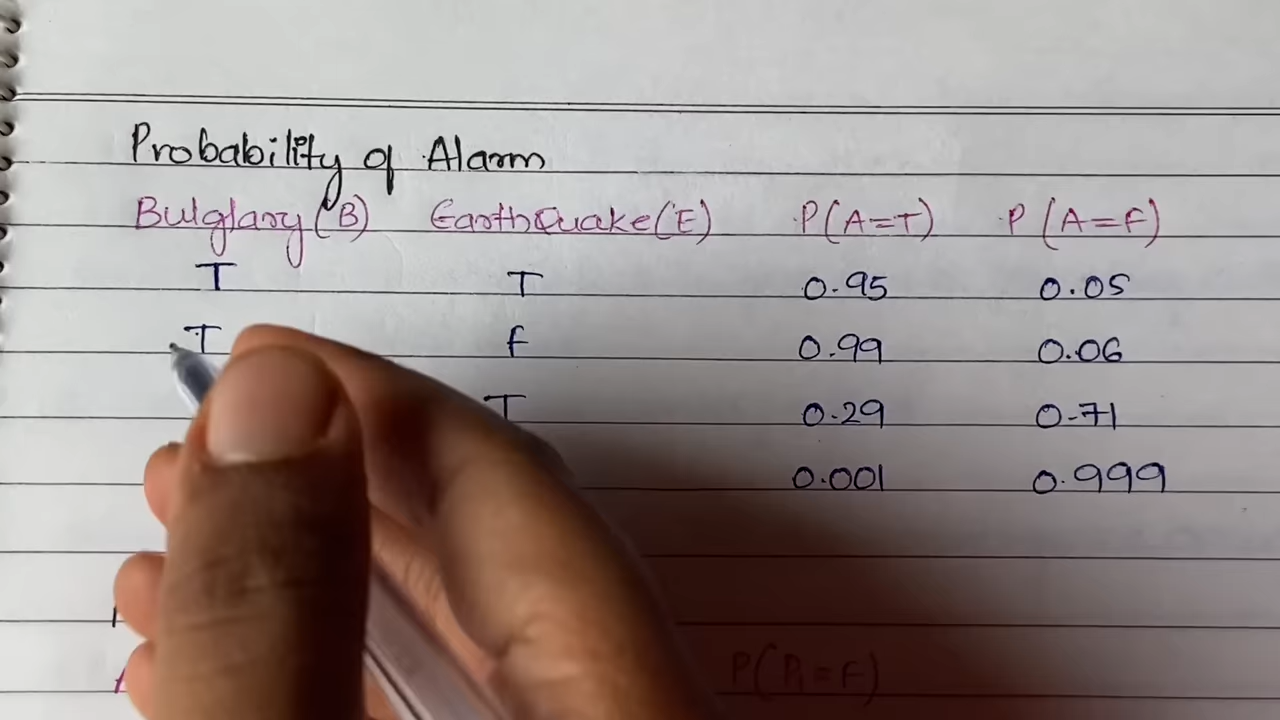 Probability of Alarm
Bulglary (B) Earthquake (E) P(A=T) P(A=F)
T T 0.95 0.05
T F 0.99 0.06
T 0.29 0.71
0.001 0.999
P(P1=F)